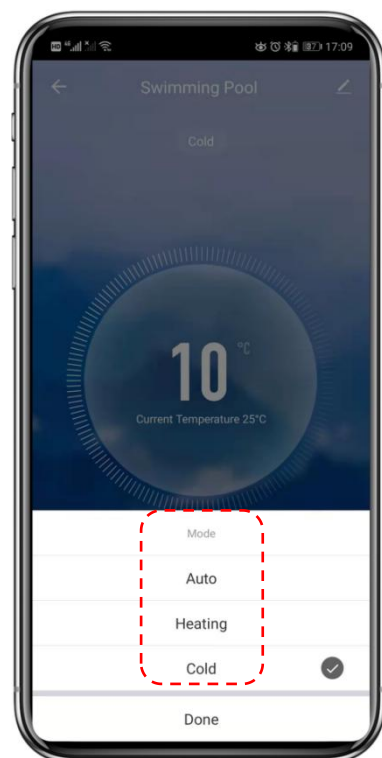 17:09
Swimming Pool
Cold
10 °C
Current Temperature 25°C
Mode
Auto
Heating
Cold
Done